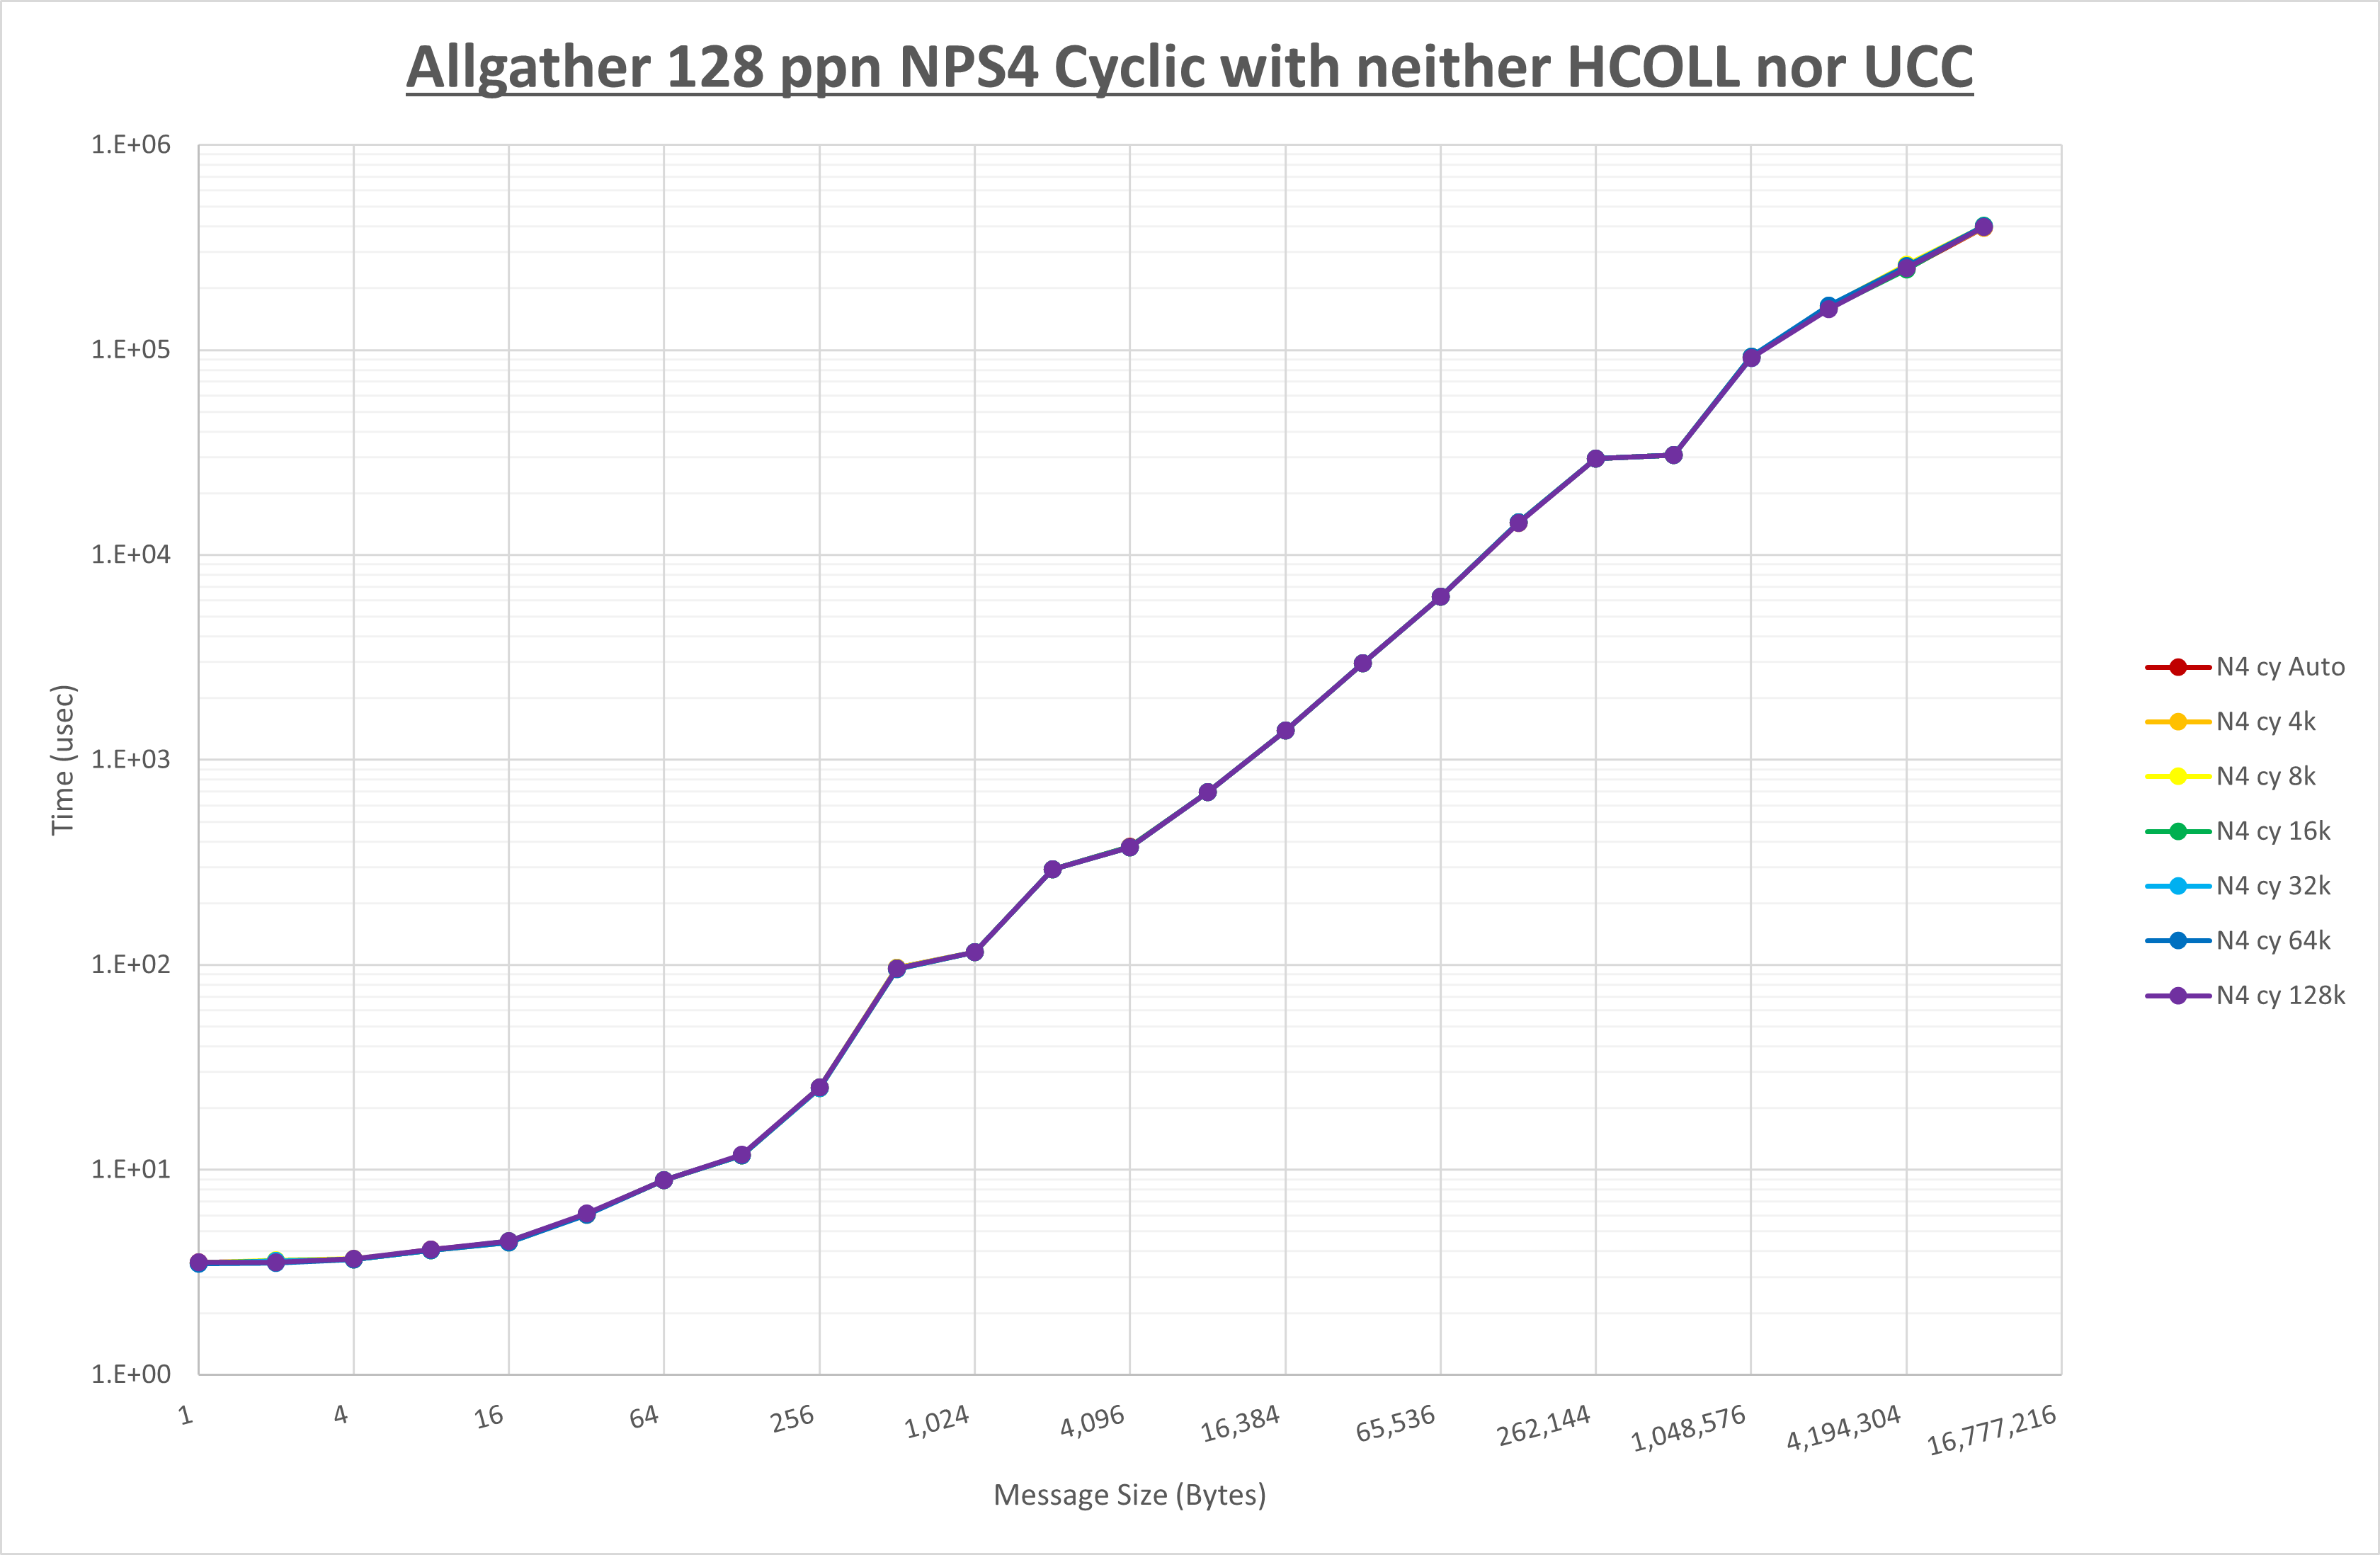 Allgather 128 ppn NPS4 Cyclic with neither HCOLL nor UCC
1.E+06
1.E+05
1.E+04
1.E+03
1.E+02
1.E+01
1.E+00
Time (usec)
1 4 16 64 256 1,024 4,096 16,384 65,536 262,144 1,048,576 4,194,304 16,777,216
Message Size (Bytes)
N4 cy Auto
N4 cy 4k
N4 cy 8k
N4 cy 16k
N4 cy 32k
N4 cy 64k
N4 cy 128k